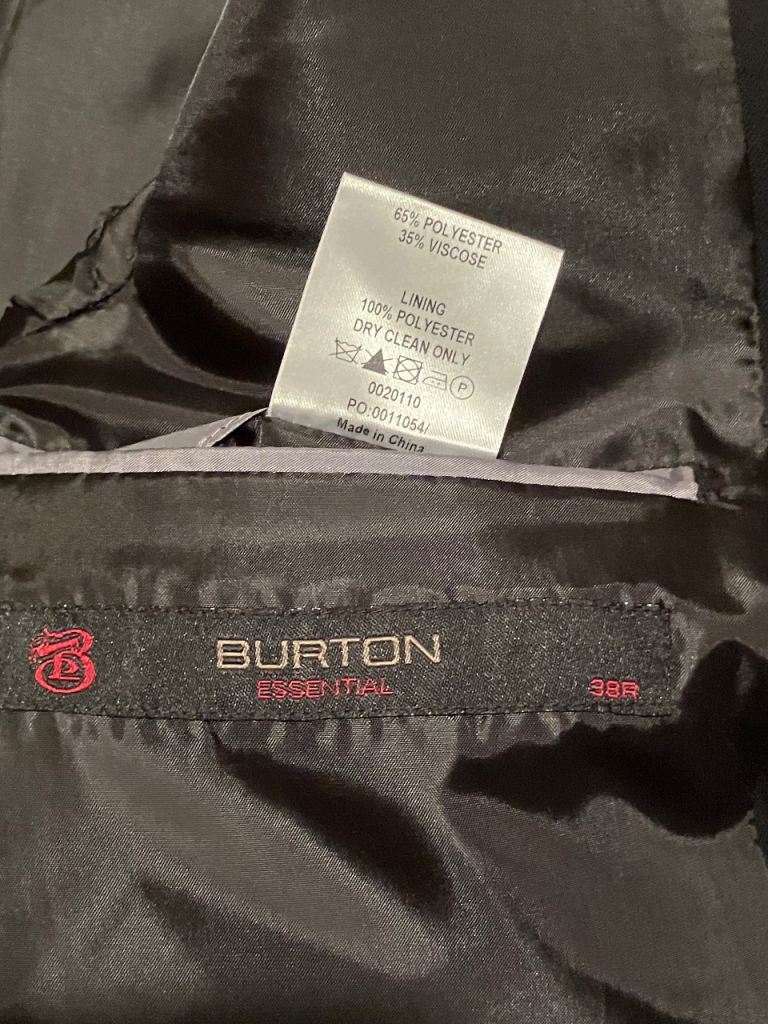 65% POLYESTER
35% VISCOSE
LINING
100% POLYESTER
DRY CLEAN ONLY
P
0020110
PO:0011054/
Made in China
BURTON
ESSENTIAL
38R